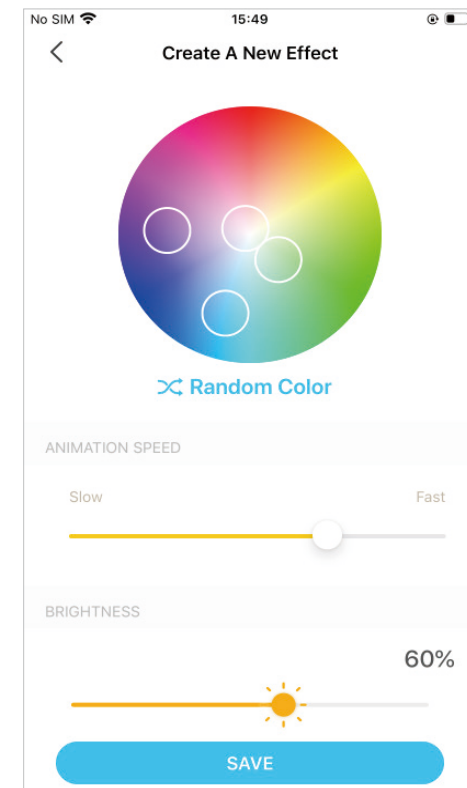 No SIM 15:49
Create A New Effect
Random Color
ANIMATION SPEED
Slow Fast
BRIGHTNESS
60%
SAVE